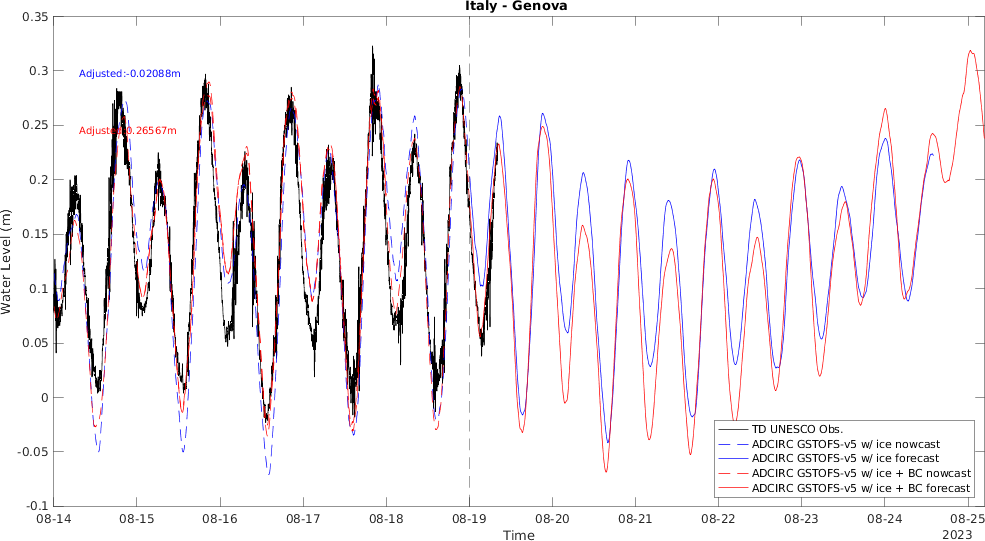 Italy - Genova
0.35
0.3
0.25
0.2
0.15
0.1
0.05
0
-0.05
-0.1
Water Level (m)
Adjusted:-0.02088m
Adjusted:0.26567m
TD UNESCO Obs.
ADCIRC GSTOFS-v5 w/ ice nowcast
ADCIRC GSTOFS-v5 w/ ice forecast
ADCIRC GSTOFS-v5 w/ ice + BC nowcast
ADCIRC GSTOFS-v5 w/ ice + BC forecast
08-14 08-15 08-16 08-17 08-18 08-19 08-20 08-21 08-22 08-23 08-24 08-25
Time
2023